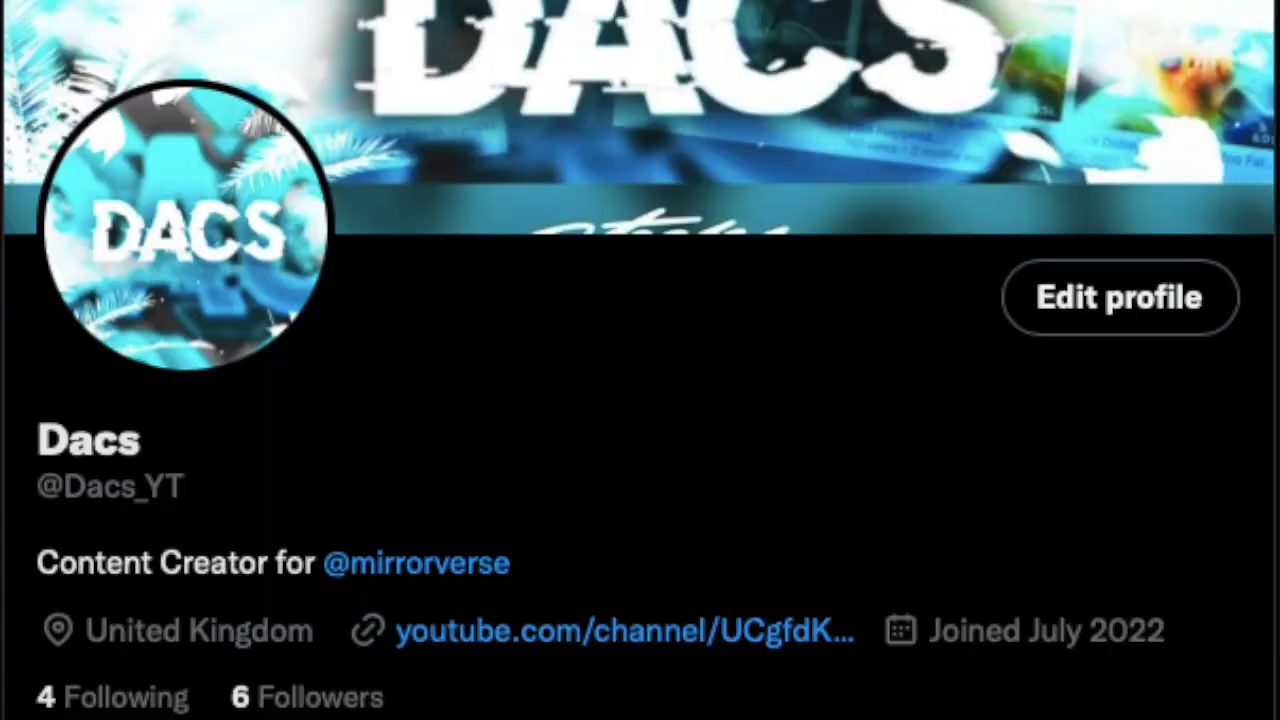 DACS
DACS
Edit profile
Dacs
@Dacs_YT
Content Creator for @mirrorverse
United Kingdom youtube.com/channel/UCgfdK... Joined July 2022
4 Following 6 Followers